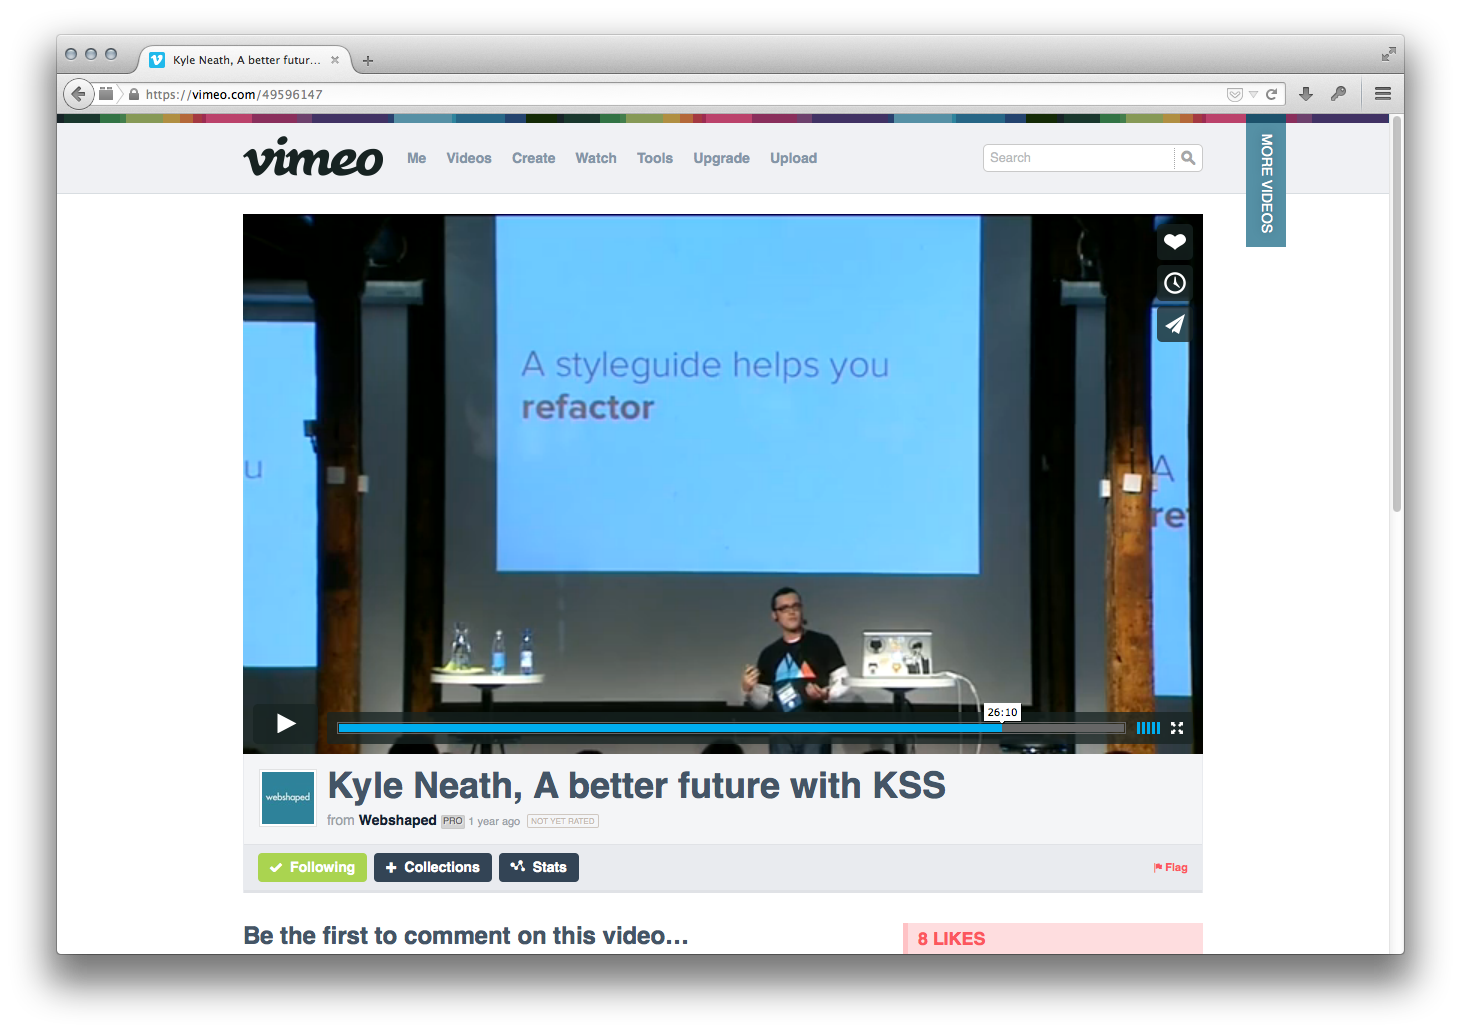 Kyle Neath, A better futur...
https://vimeo.com/49596147
vimeo
Me Videos Create Watch Tools Upgrade Upload
Search
MORE VIDEOS
A styleguide helps you
refactor
u
A
re
26:10
webshaped
Kyle Neath, A better future with KSS
from Webshaped PRO 1 year ago NOT YET RATED
Following
Collections
Stats
Flag
Be the first to comment on this video...
8 LIKES